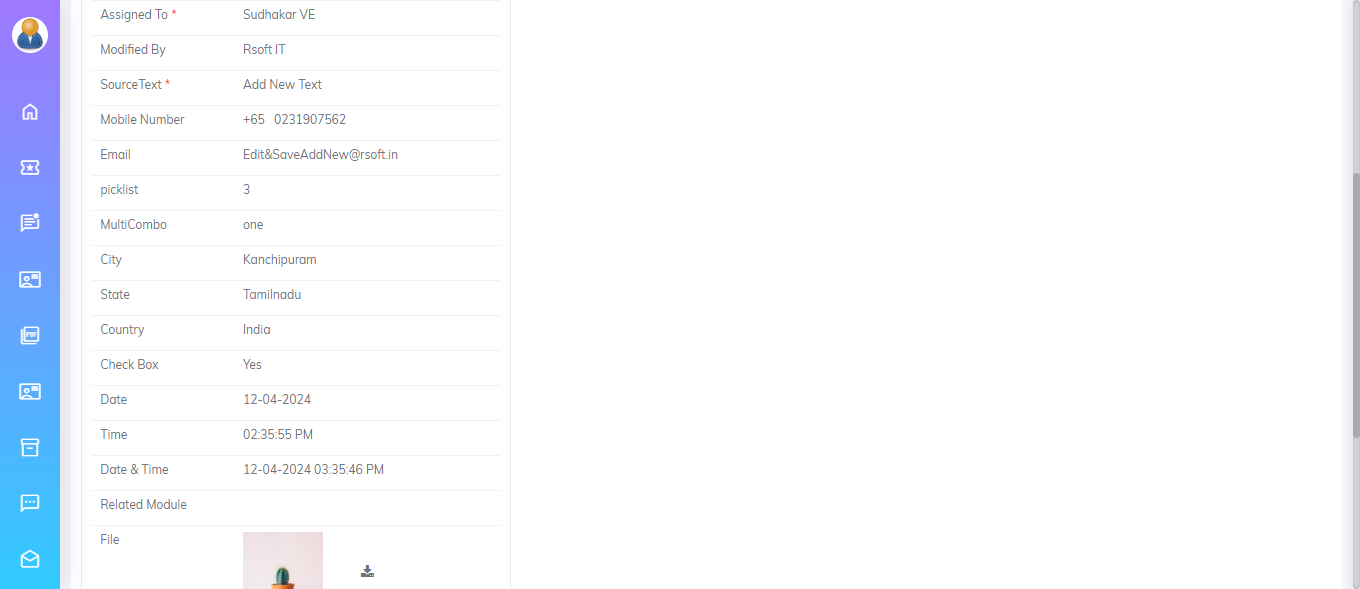 Assigned To * Sudhakar VE
Modified By Rsoft IT
SourceText * Add New Text
Mobile Number +65 0231907562
Email Edit&SaveAddNew@rsoft.in
picklist 3
MultiCombo one
City Kanchipuram
State Tamilnadu
Country India
Check Box Yes
Date 12-04-2024
Time 02:35:55 PM
Date & Time 12-04-2024 03:35:46 PM
Related Module
File
PDF